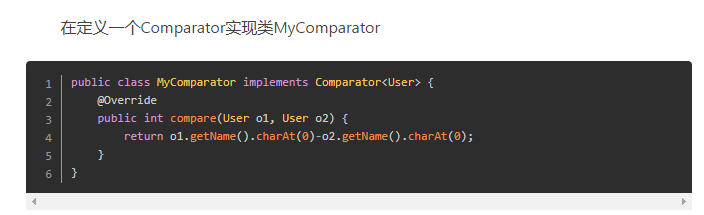 在定义一个Comparator实现类MyComparator
1 public class MyComparator implements Comparator<User> {
2     @Override
3     public int compare(User o1, User o2) {
4         return o1.getName().charAt(0)-o2.getName().charAt(0);
5     }
6 }